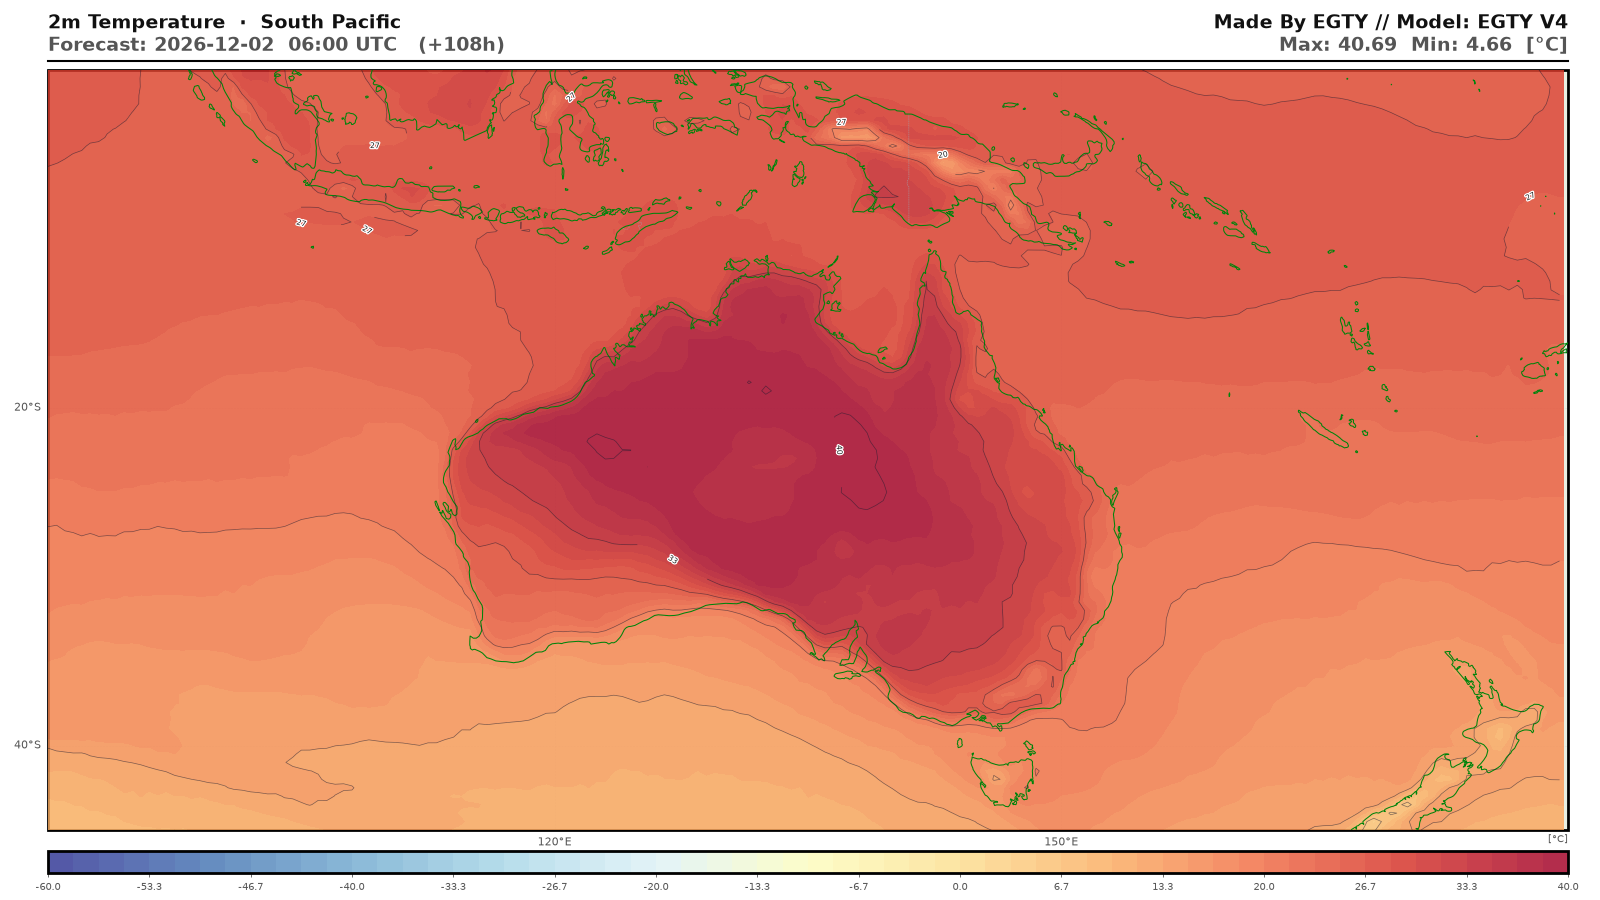 2m Temperature · South Pacific
Made By EGTY // Model: EGTY V4
Forecast: 2026-12-02 06:00 UTC (+108h)
Max: 40.69 Min: 4.66 [°C]
27
27
27
20
27
27
27
20°S
40
33
40°S
120°E
150°E
[°C]
-60.0 -53.3 -46.7 -40.0 -33.3 -26.7 -20.0 -13.3 -6.7 0.0 6.7 13.3 20.0 26.7 33.3 40.0